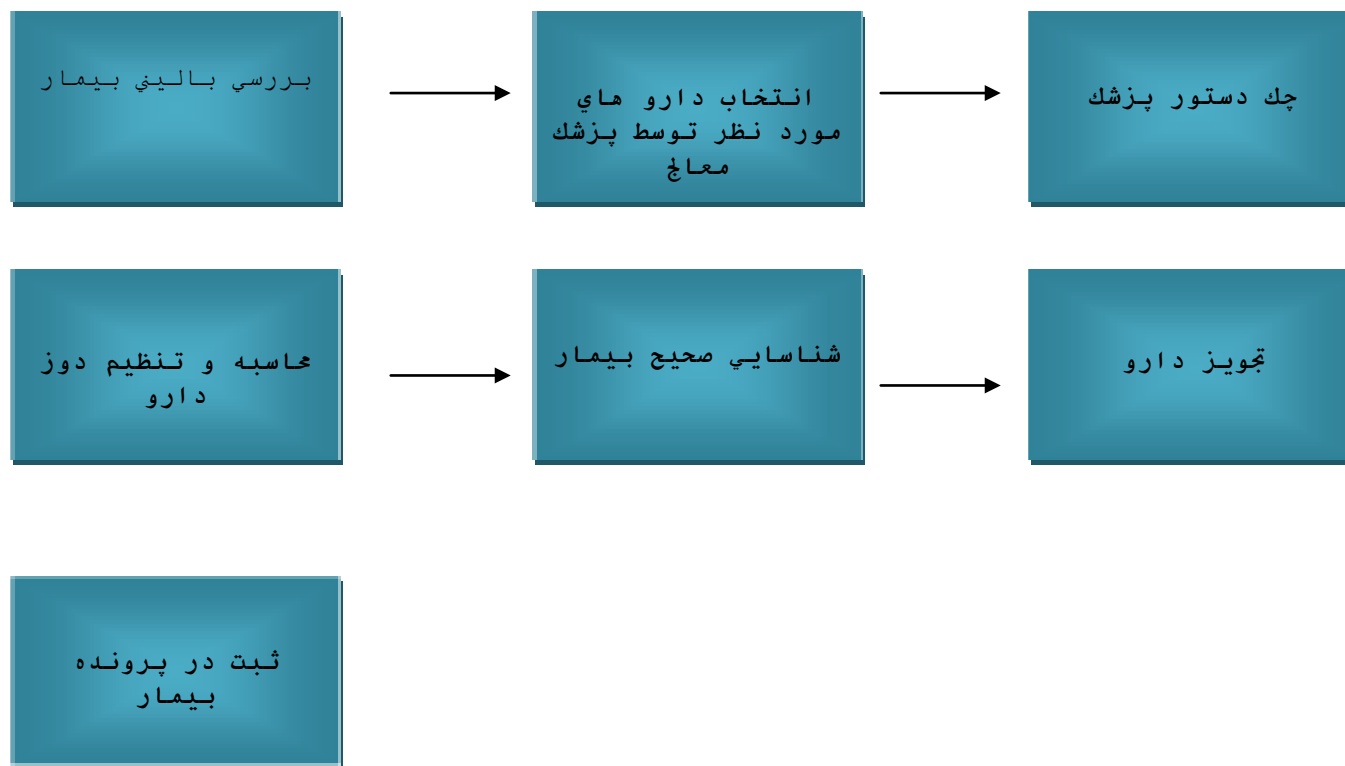 بررسي باليني بيمار
انتخاب دارو هاي
مورد نظر توسط پزشك
معالج
چك دستور پزشك
محاسبه و تنظيم دوز
دارو
شناسايي صحيح بيمار
تجويز دارو
ثبت در پرونده
بيمار